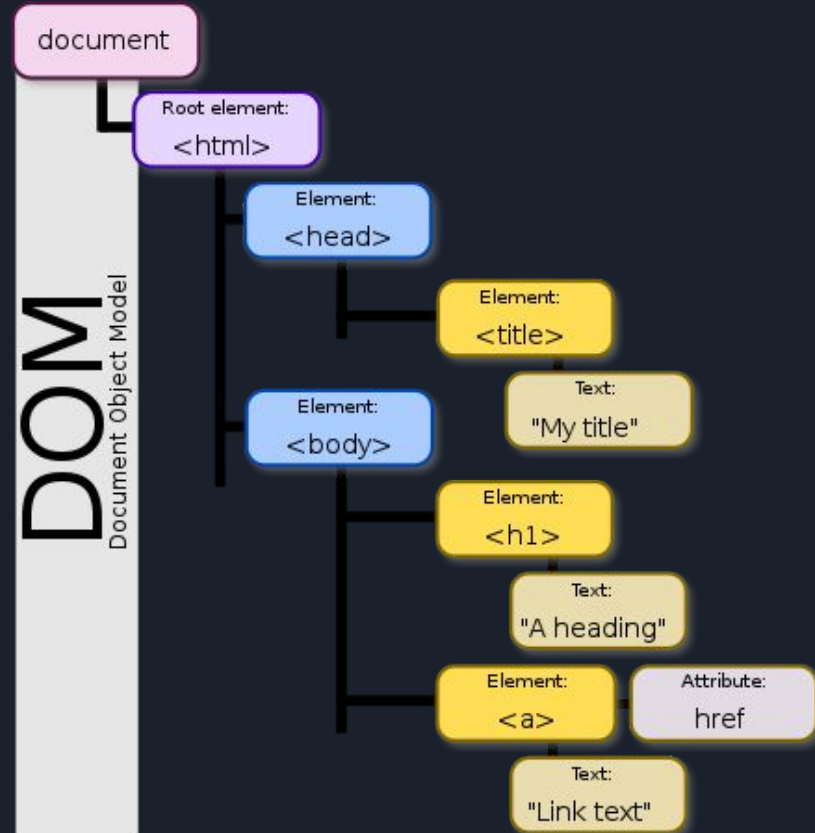 document
Root element:
<html>
Element:
<head>
Element:
<title>
Text:
"My title"
Element:
<body>
Element:
<h1>
Text:
"A heading"
Element:
<a>
Attribute:
href
Text:
"Link text"
DOM
Document Object Model